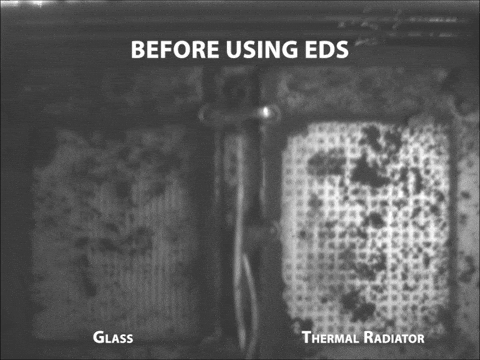 BEFORE USING EDS
Glass Thermal Radiator